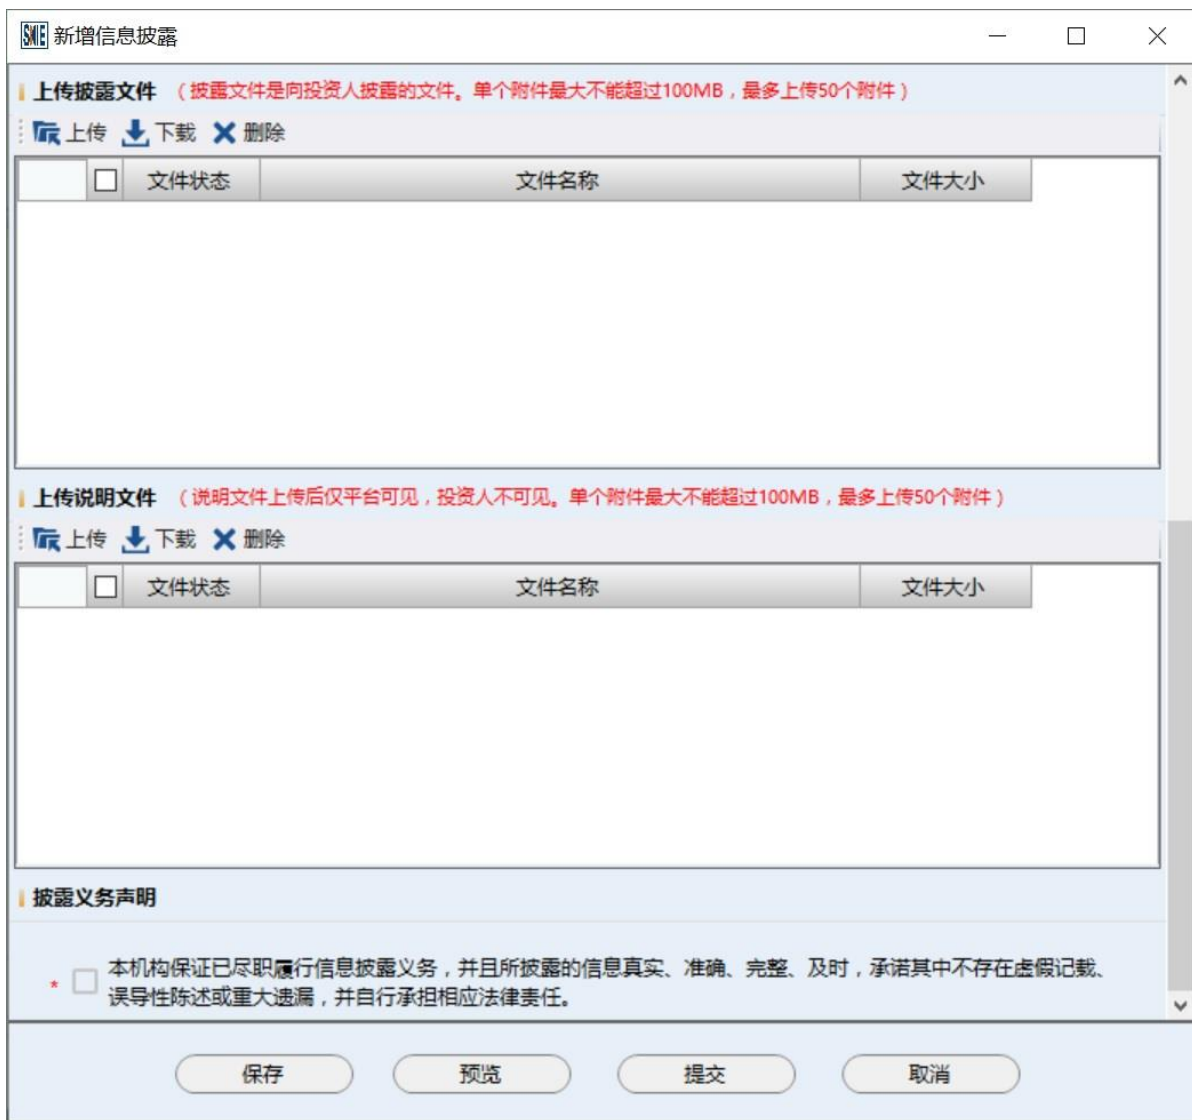 SMIE 新增信息披露
上传披露文件 （披露文件是向投资人披露的文件。单个附件最大不能超过100MB，最多上传50个附件）
上传 下载 删除
文件状态 文件名称 文件大小
上传说明文件 （说明文件上传后仅平台可见，投资人不可见。单个附件最大不能超过100MB，最多上传50个附件）
上传 下载 删除
文件状态 文件名称 文件大小
披露义务声明
* 本机构保证已尽职履行信息披露义务，并且所披露的信息真实、准确、完整、及时，承诺其中不存在虚假记载、
误导性陈述或重大遗漏，并自行承担相应法律责任。
保存 预览 提交 取消